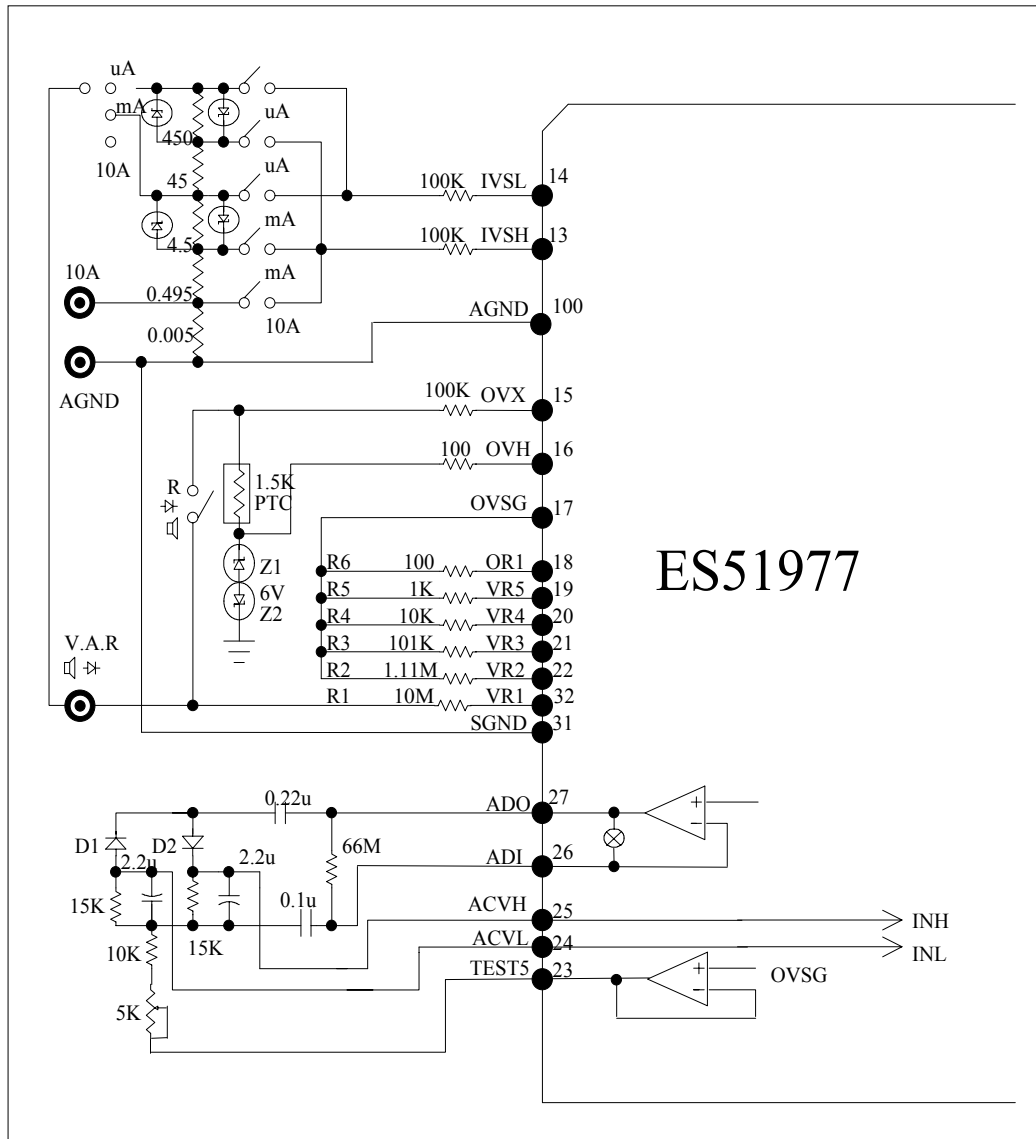 uA
mA
450
uA
10A
uA
45
100K IVSL 14
mA
4.5
100K IVSH 13
10A
mA
0.495
10A
AGND 100
0.005
AGND
100K OVX 15
100 OVH 16
R
1.5K
PTC
OVSG 17
Z1
6V
Z2
R6 100 OR1 18
R5 1K VR5 19
R4 10K VR4 20
R3 101K VR3 21
R2 1.11M VR2 22
R1 10M VR1 32
SGND 31
V.A.R
ES51977
0.22u
ADO 27
+
−
D1 D2
66M
2.2u 2.2u
ADI 26
0.1u
15K
15K
ACVH 25 INH
10K
ACVL 24 INL
TEST5 23
+
−
OVSG
5K